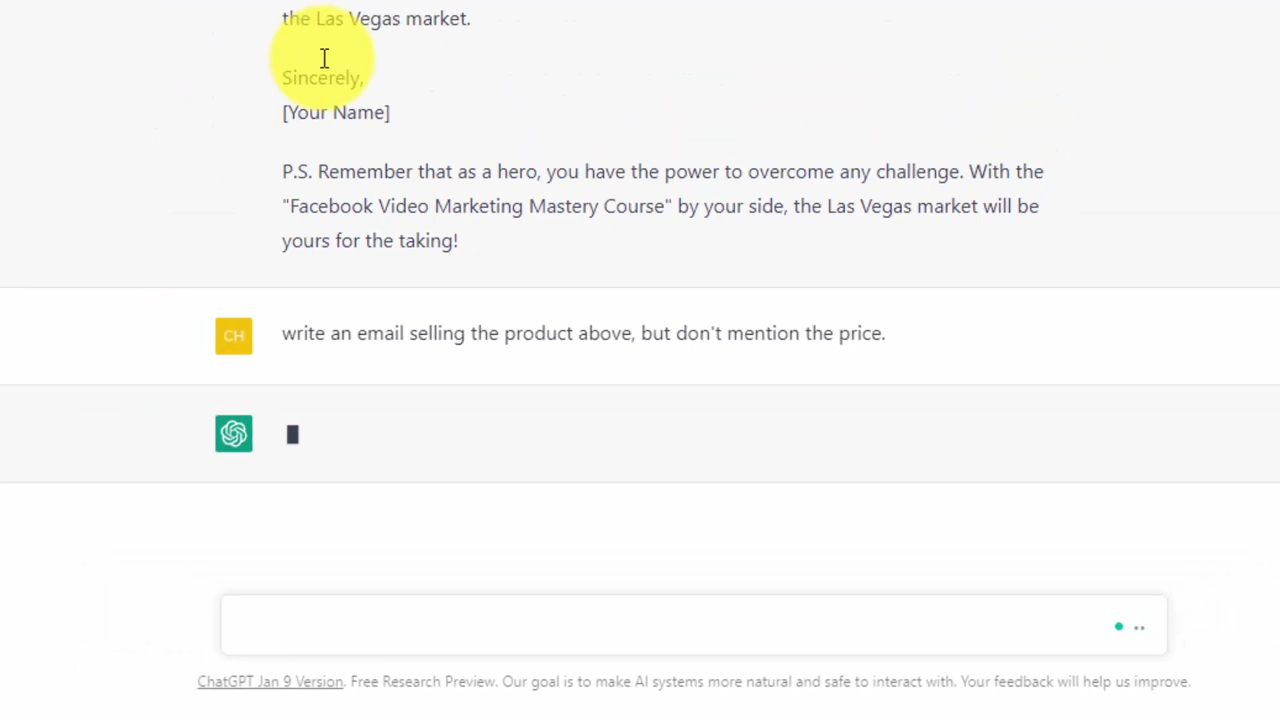 the Las Vegas market.
Sincerely,
[Your Name]
P.S. Remember that as a hero, you have the power to overcome any challenge. With the
"Facebook Video Marketing Mastery Course" by your side, the Las Vegas market will be
yours for the taking!
CH write an email selling the product above, but don't mention the price.
ChatGPT Jan 9 Version. Free Research Preview. Our goal is to make AI systems more natural and safe to interact with. Your feedback will help us improve.